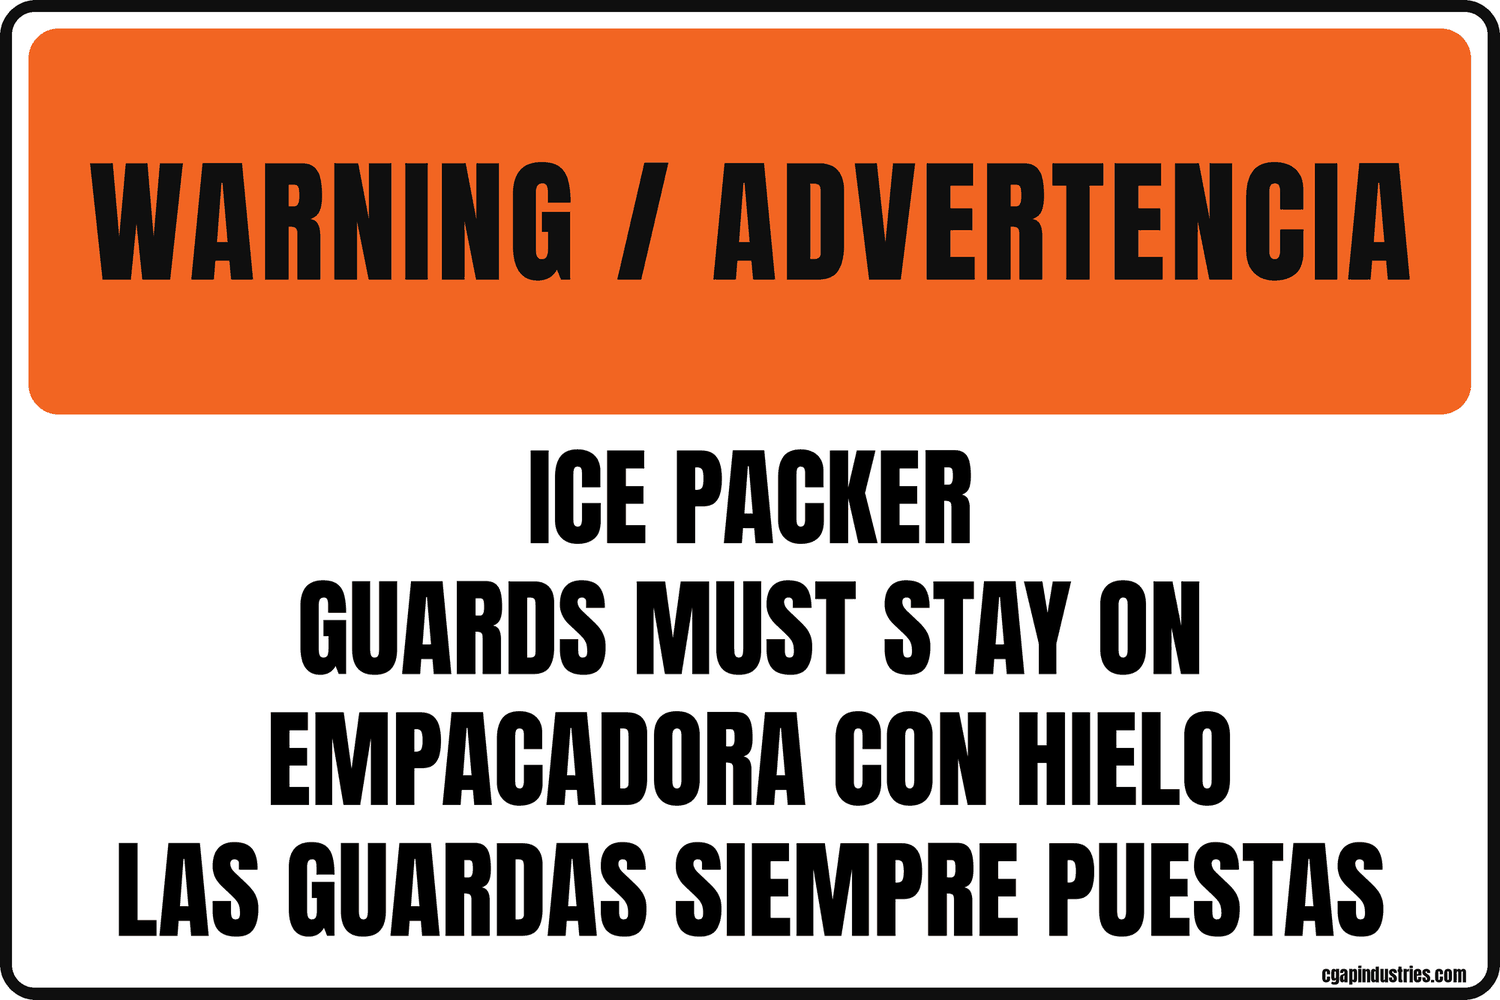 WARNING / ADVERTENCIA
ICE PACKER
GUARDS MUST STAY ON
EMPACADORA CON HIELO
LAS GUARDAS SIEMPRE PUESTAS
cgapindustries.com